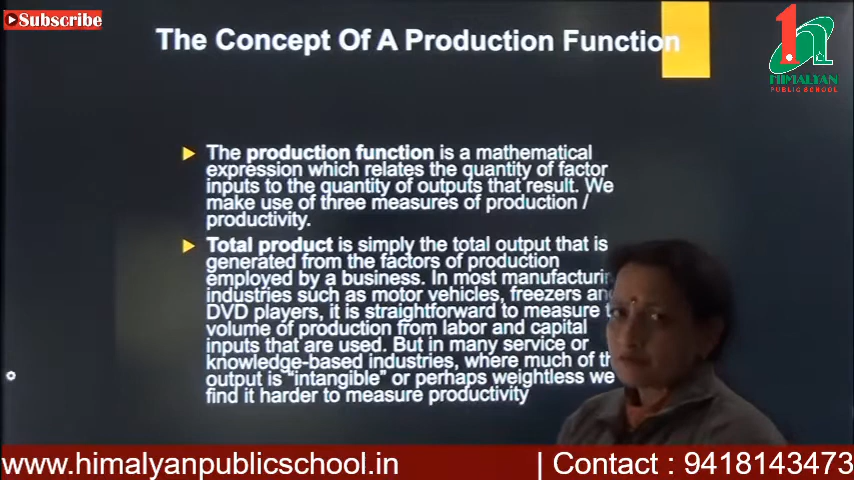 Subscribe
The Concept Of A Production Function
1h
HIMALYAN
PUBLIC SCHOOL
The production function is a mathematical
expression which relates the quantity of factor
inputs to the quantity of outputs that result. We
make use of three measures of production /
productivity.
Total product is simply the total output that is
generated from the factors of production
employed by a business. In most
industries such as motor vehicles, freezers
DVD players, it is straightforward to measure
volume of production from labor and capital
inputs that are used. But in many service or
knowledge-based industries, where much of
output is "intangible" or perhaps weightless we
find it harder to measure productivity
www.himalyanpublicschool.in | Contact : 9418143473